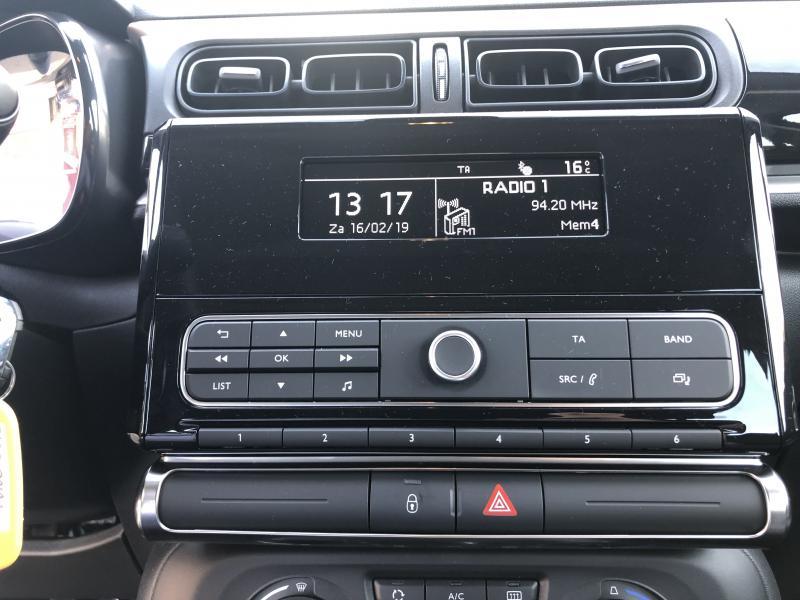 TA 16°C
13 17
Za 16/02/19
RADIO 1
94.20 MHz
FM1 Mem4
MENU
OK
LIST
TA BAND
SRC /
1 2 3 4 5 6
A/C